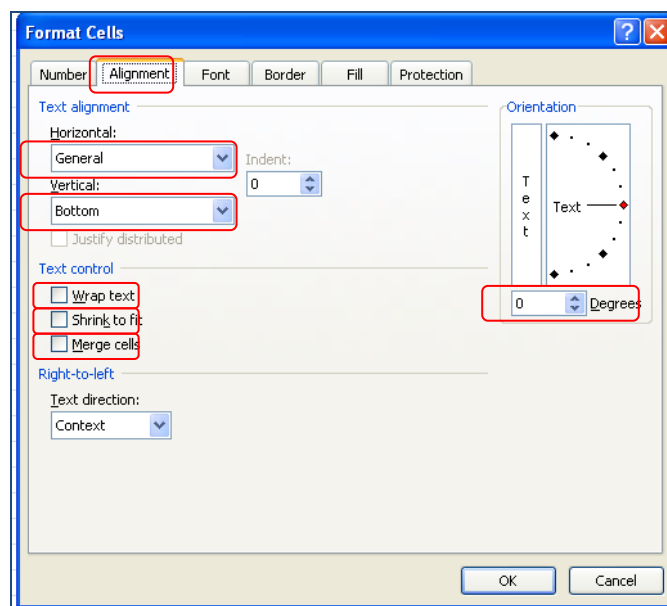 Format Cells
Number Alignment Font Border Fill Protection
Text alignment
Horizontal:
General
Indent:
0
Vertical:
Bottom
Justify distributed
Text control
Wrap text
Shrink to fit
Merge cells
Right-to-left
Text direction:
Context
Orientation
Text
Text
0 Degrees
OK Cancel